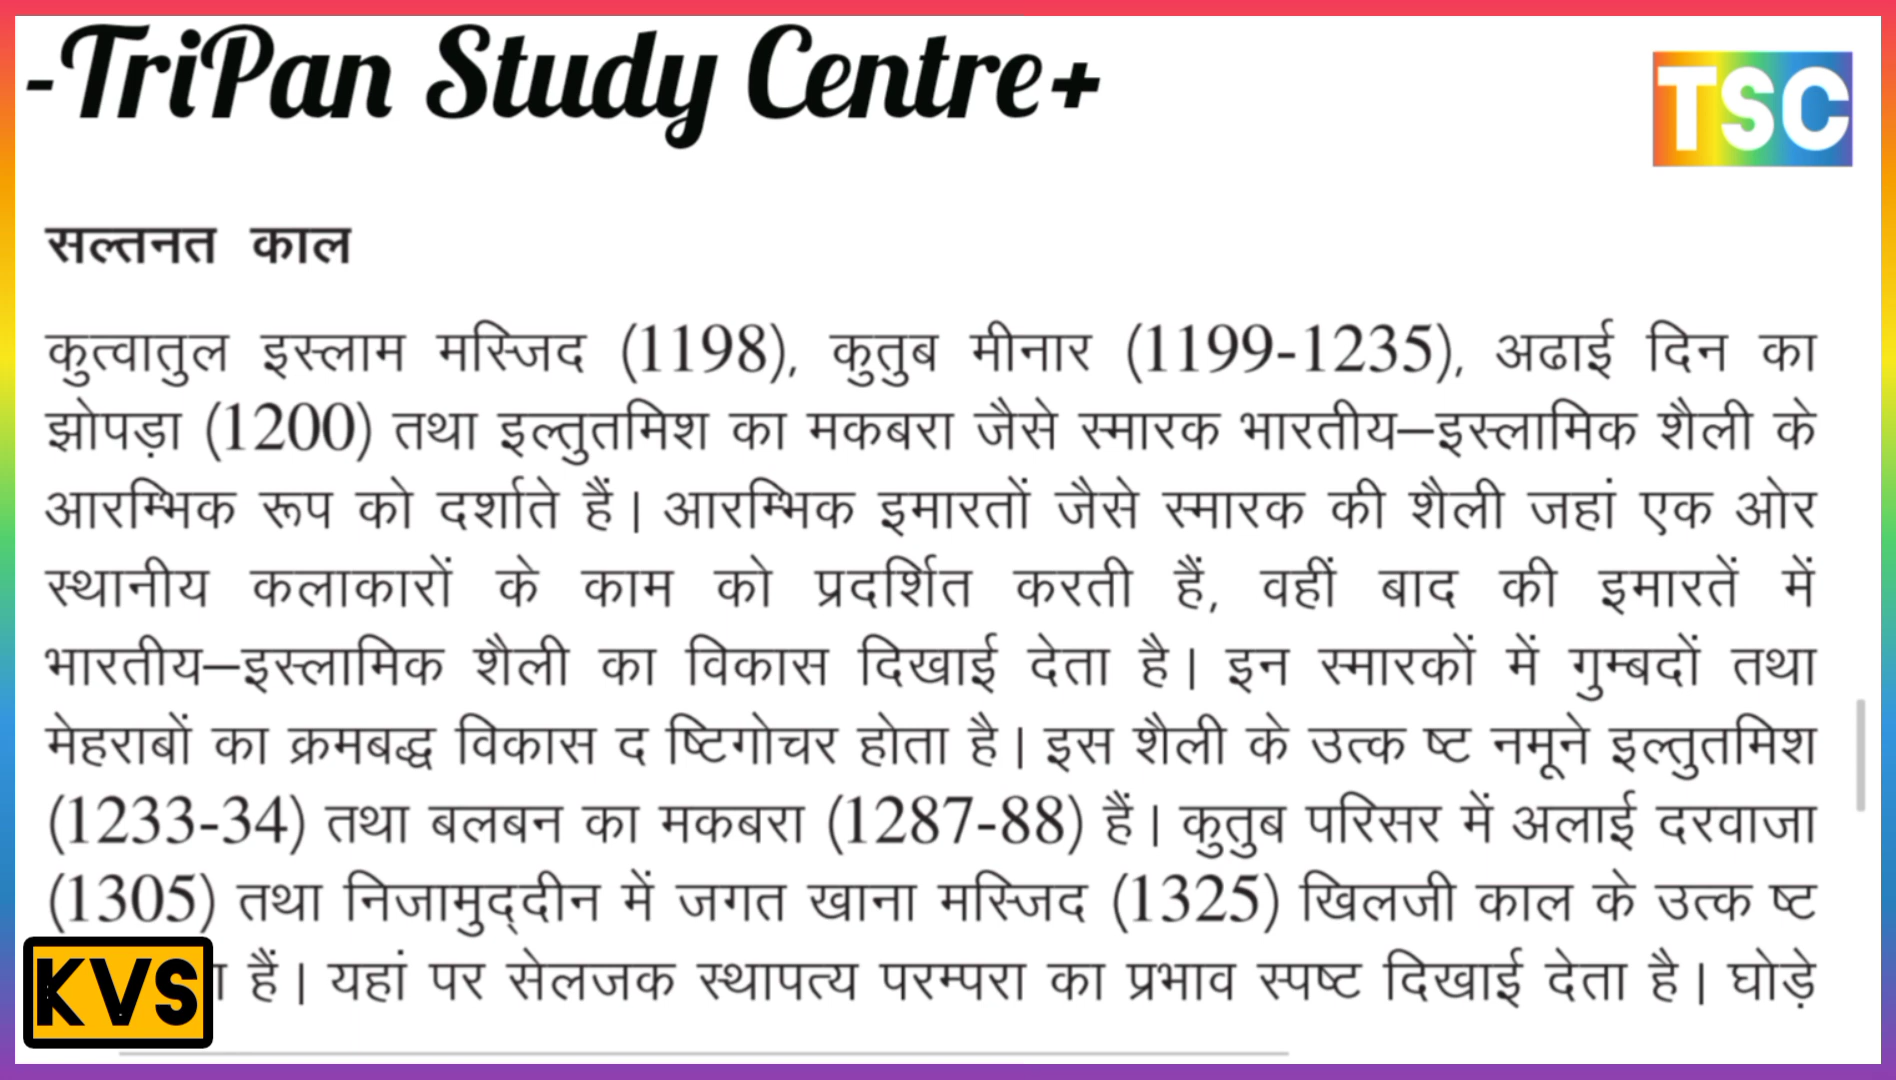 -TriPan Study Centre+
TSC
सल्तनत काल
कुत्वातुल इस्लाम मस्जिद (1198), कुतुब मीनार (1199-1235), अढाई दिन का
झोपड़ा (1200) तथा इल्तुतमिश का मकबरा जैसे स्मारक भारतीय–इस्लामिक शैली के
आरम्भिक रूप को दर्शाते हैं। आरम्भिक इमारतों जैसे स्मारक की शैली जहां एक ओर
स्थानीय कलाकारों के काम को प्रदर्शित करती हैं, वहीं बाद की इमारतें में
भारतीय–इस्लामिक शैली का विकास दिखाई देता है। इन स्मारकों में गुम्बदों तथा
मेहराबों का क्रमबद्ध विकास द ष्टिगोचर होता है। इस शैली के उत्क ष्ट नमूने इल्तुतमिश
(1233-34) तथा बलबन का मकबरा (1287-88) हैं। कुतुब परिसर में अलाई दरवाजा
(1305) तथा निजामुद्दीन में जगत खाना मस्जिद (1325) खिलजी काल के उत्क ष्ट
हैं। यहां पर सेलजक स्थापत्य परम्परा का प्रभाव स्पष्ट दिखाई देता है। घोड़े
KVS